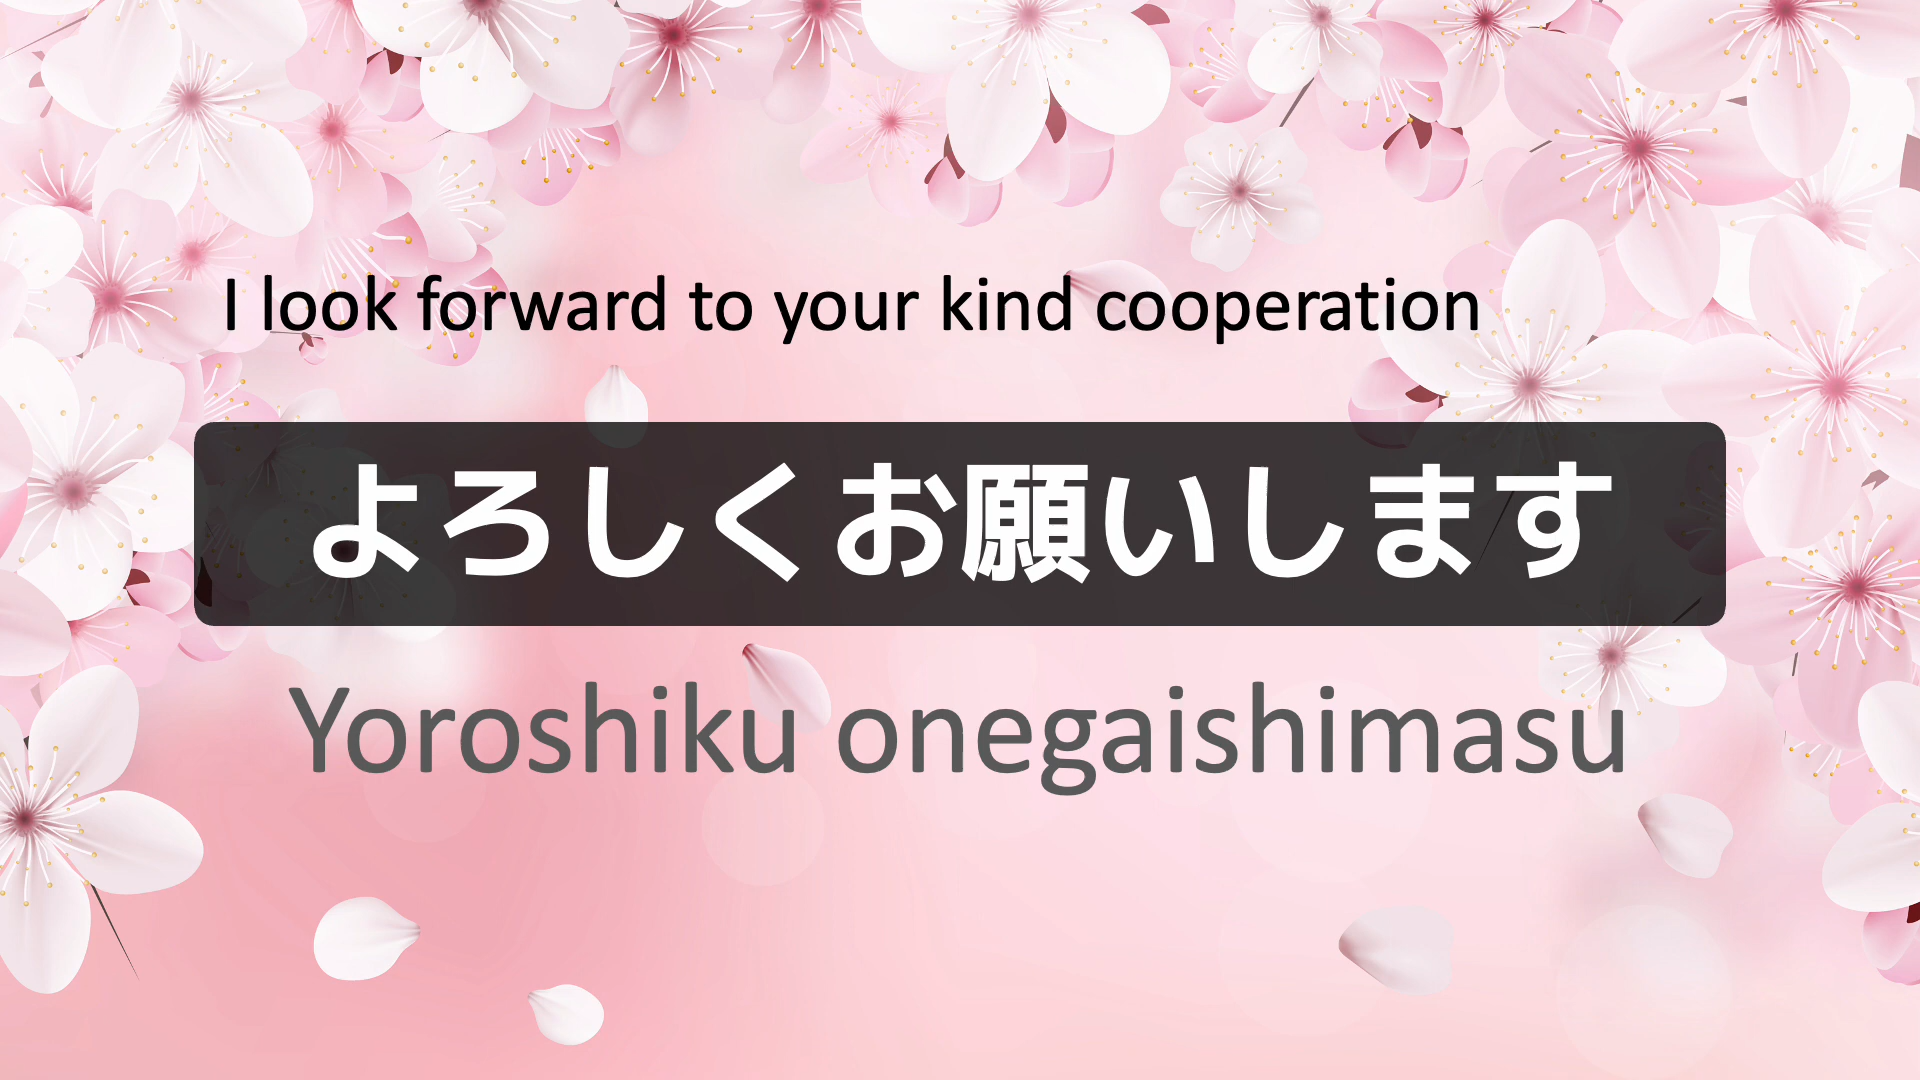 I look forward to your kind cooperation
よろしくお願いします
Yoroshiku onegaishimasu